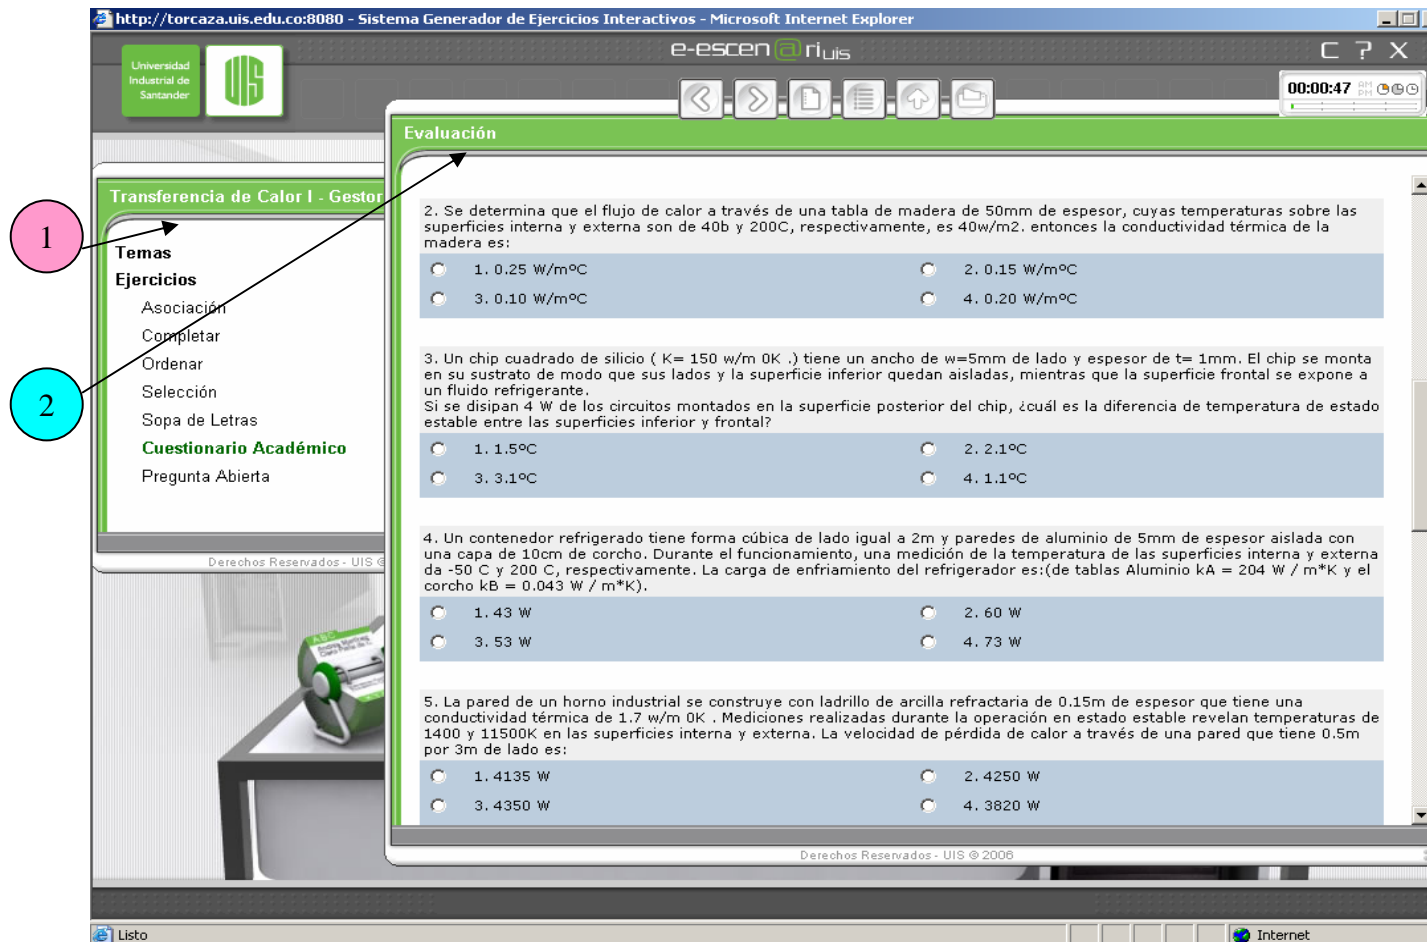 http://torcaza.uis.edu.co:8080 - Sistema Generador de Ejercicios Interactivos - Microsoft Internet Explorer
Universidad
Industrial de
Santander
UIS
e-escen@riuis
C ? X
00:00:47 AM
PM
Evaluación
Transferencia de Calor I - Gestor
1
Temas
Ejercicios
Asociación
Completar
Ordenar
Selección
Sopa de Letras
Cuestionario Académico
Pregunta Abierta
2
Derechos Reservados - UIS ©
2. Se determina que el flujo de calor a través de una tabla de madera de 50mm de espesor, cuyas temperaturas sobre las
superficies interna y externa son de 40b y 200C, respectivamente, es 40w/m2. entonces la conductividad térmica de la
madera es:
1. 0.25 W/mºC
2. 0.15 W/mºC
3. 0.10 W/mºC
4. 0.20 W/mºC
3. Un chip cuadrado de silicio ( K= 150 w/m 0K .) tiene un ancho de w=5mm de lado y espesor de t= 1mm. El chip se monta
en su sustrato de modo que sus lados y la superficie inferior quedan aisladas, mientras que la superficie frontal se expone a
un fluido refrigerante.
Si se disipan 4 W de los circuitos montados en la superficie posterior del chip, ¿cuál es la diferencia de temperatura de estado
estable entre las superficies inferior y frontal?
1. 1.5ºC
2. 2.1ºC
3. 3.1ºC
4. 1.1ºC
4. Un contenedor refrigerado tiene forma cúbica de lado igual a 2m y paredes de aluminio de 5mm de espesor aislada con
una capa de 10cm de corcho. Durante el funcionamiento, una medición de la temperatura de las superficies interna y externa
da -50 C y 200 C, respectivamente. La carga de enfriamiento del refrigerador es:(de tablas Aluminio kA = 204 W / m*K y el
corcho kB = 0.043 W / m*K).
1. 43 W
2. 60 W
3. 53 W
4. 73 W
5. La pared de un horno industrial se construye con ladrillo de arcilla refractaria de 0.15m de espesor que tiene una
conductividad térmica de 1.7 w/m 0K . Mediciones realizadas durante la operación en estado estable revelan temperaturas de
1400 y 11500K en las superficies interna y externa. La velocidad de pérdida de calor a través de una pared que tiene 0.5m
por 3m de lado es:
1. 4135 W
2. 4250 W
3. 4350 W
4. 3820 W
Derechos Reservados - UIS © 2006
ABC
Listo
Internet